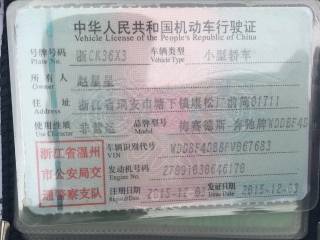 中华人民共和国机动车行驶证
Vehicle License of the People's Republic of China
号牌号码 浙CK36X3 车辆类型 小型轿车
Plate No. Vehicle Type
所有人 赵星星
Owner
住址 浙江省瑞安市塘下镇
Address
使用性质 非营运 品牌型号 梅赛德斯-奔驰牌
Use Character Model
浙江省温州 车辆识别代号
VIN
市公安局交 发动机号码
Engine No.
通警察支队 注册日期 发证日期 2015-12-03
Register Date Issue Date